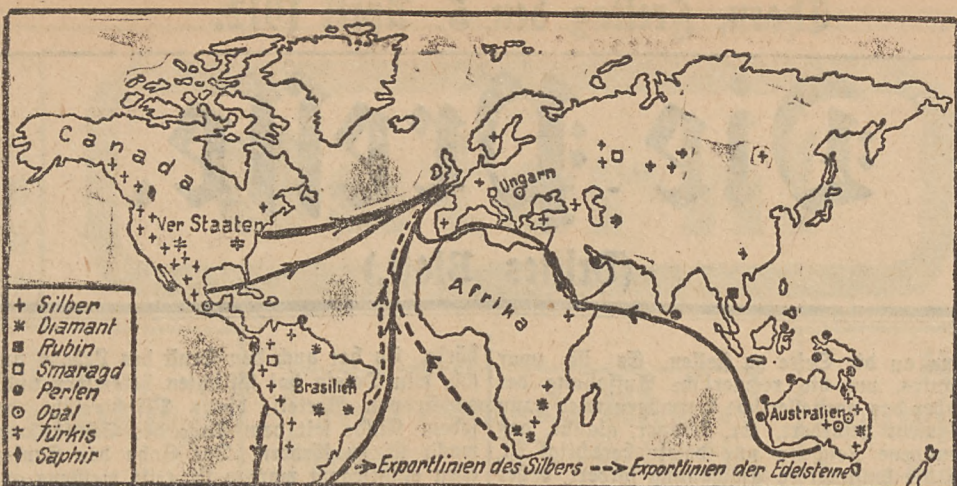 Canada
Ver Staaten
Ungarn
Afrika
Brasilien
Australien
Silber
Diamant
Rubin
Smaragd
Perlen
Opal
Türkis
Saphir
Exportlinien des Silbers
Exportlinien der Edelsteine